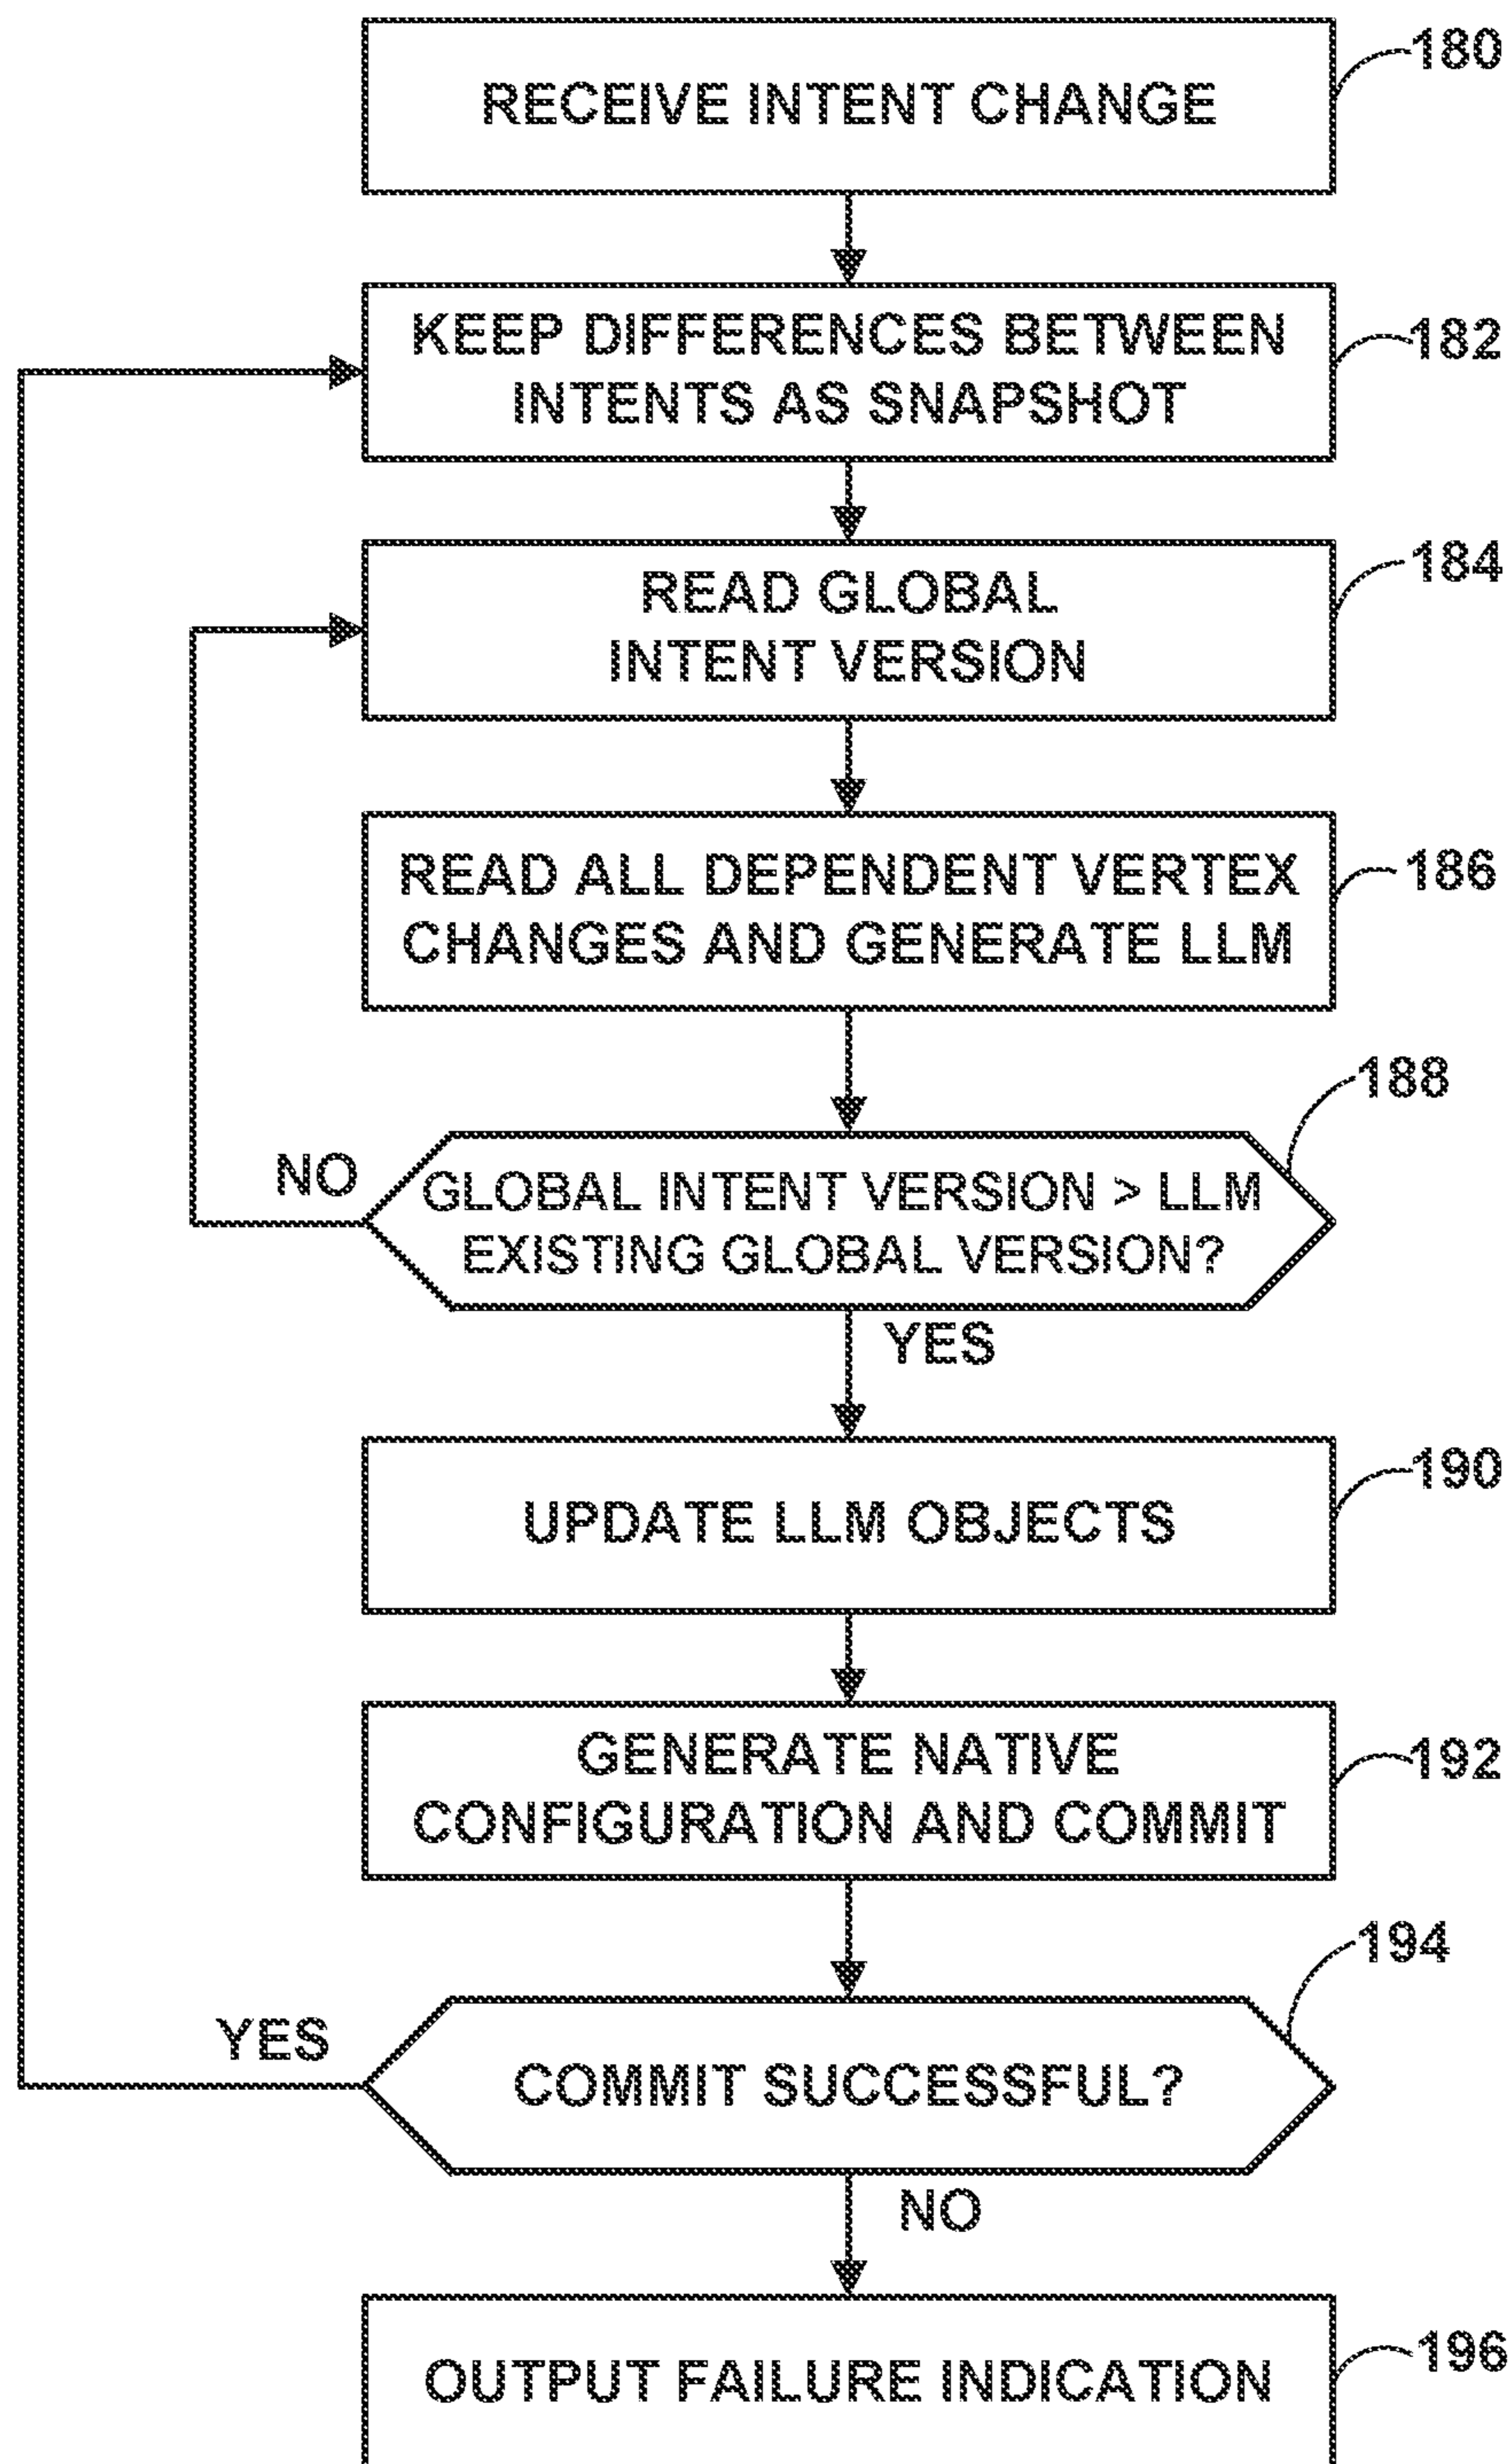 RECEIVE INTENT CHANGE
180
KEEP DIFFERENCES BETWEEN
INTENTS AS SNAPSHOT
182
READ GLOBAL
INTENT VERSION
184
READ ALL DEPENDENT VERTEX
CHANGES AND GENERATE LLM
186
188
NO
GLOBAL INTENT VERSION > LLM
EXISTING GLOBAL VERSION?
YES
UPDATE LLM OBJECTS
190
GENERATE NATIVE
CONFIGURATION AND COMMIT
192
194
YES
COMMIT SUCCESSFUL?
NO
OUTPUT FAILURE INDICATION
196